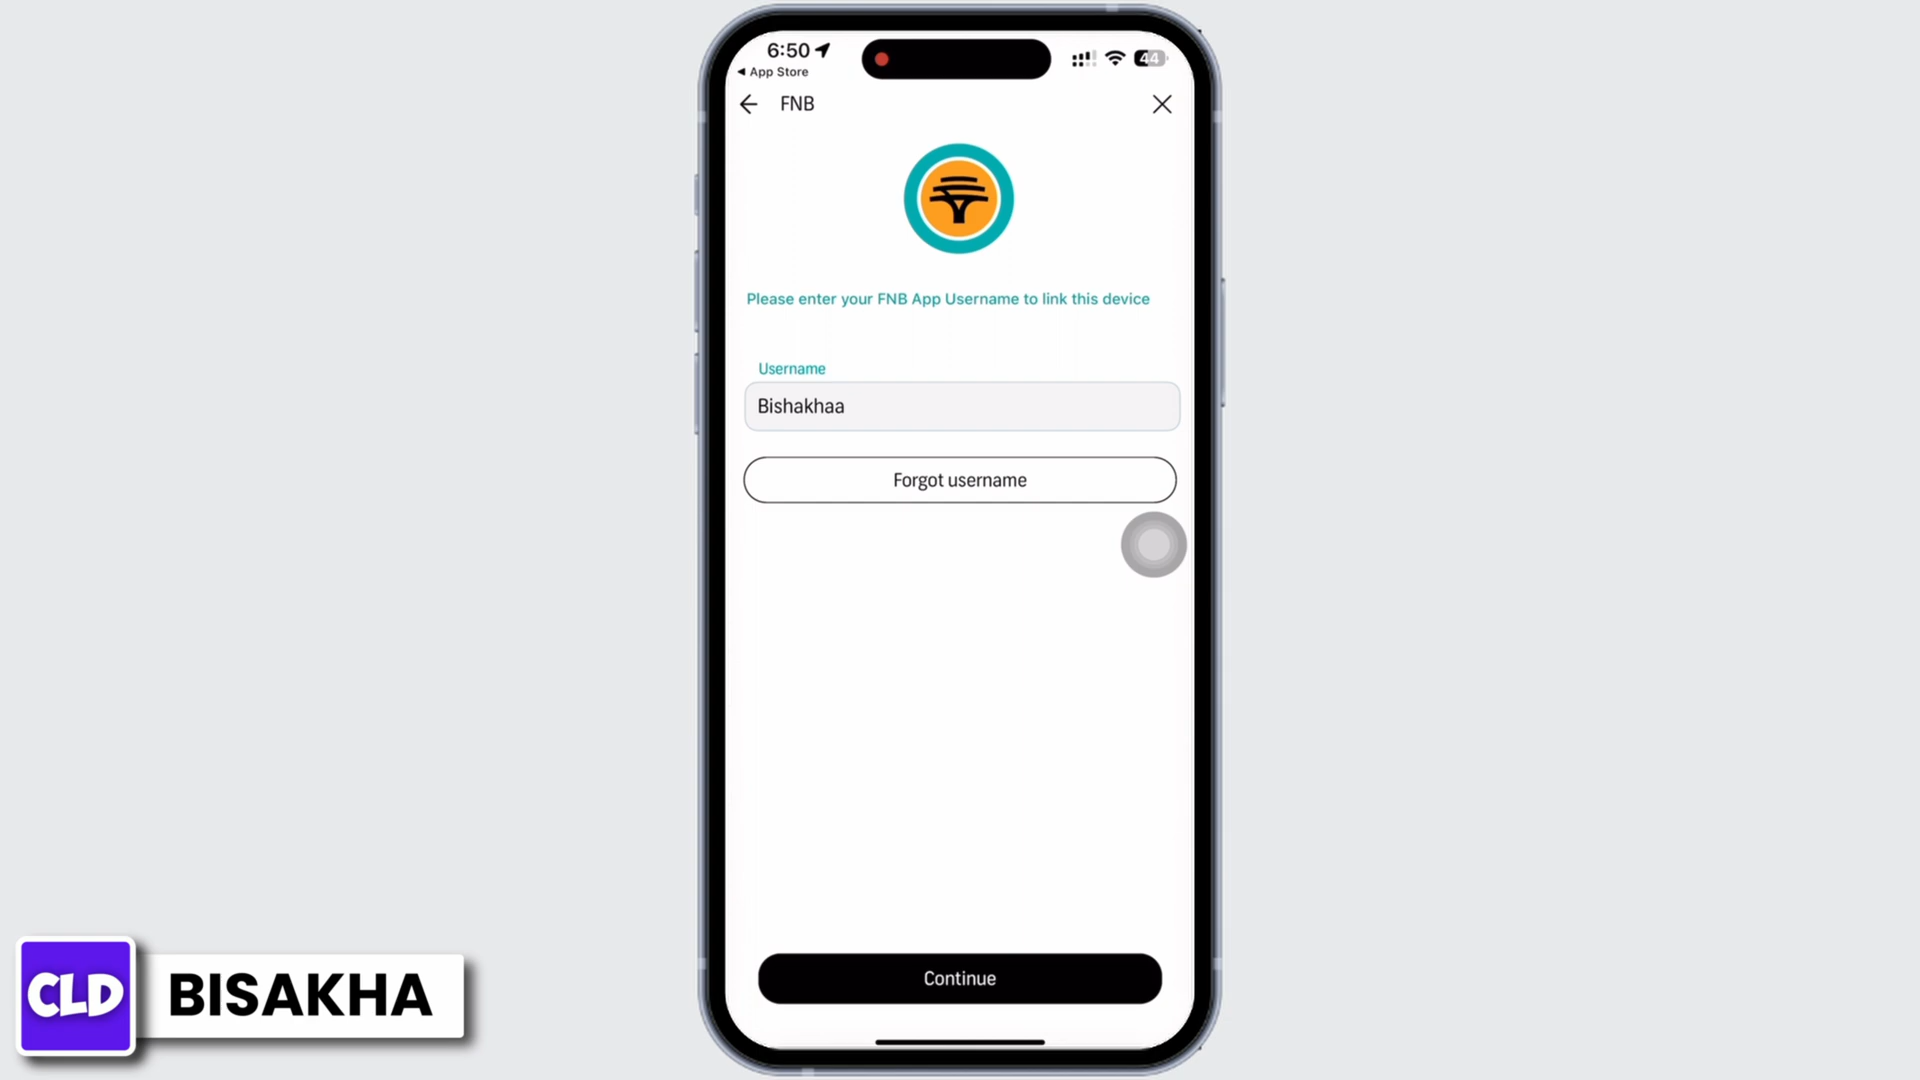 6:50
44
◀ App Store
FNB
Please enter your FNB App Username to link this device
Username
Bishakhaa
Forgot username
Continue
CLD
BISAKHA